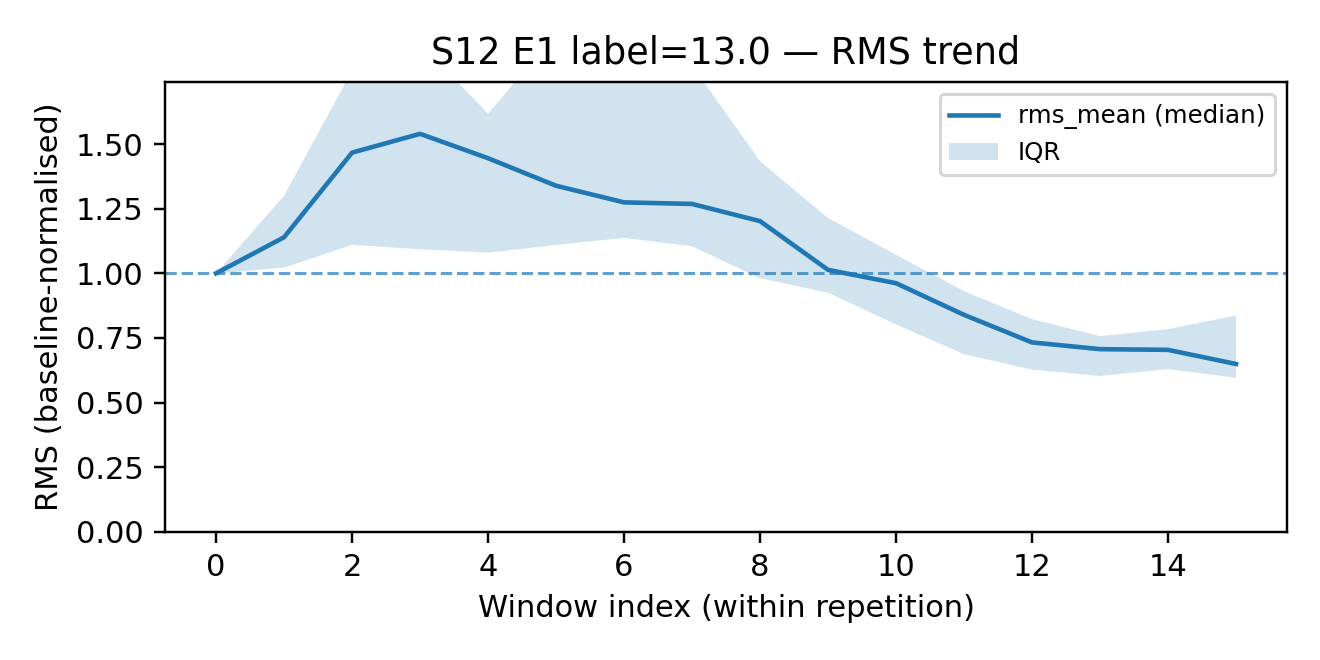 S12 E1 label=13.0 — RMS trend
RMS (baseline-normalised)
1.50
1.25
1.00
0.75
0.50
0.25
0.00
rms_mean (median)
IQR
0 2 4 6 8 10 12 14
Window index (within repetition)